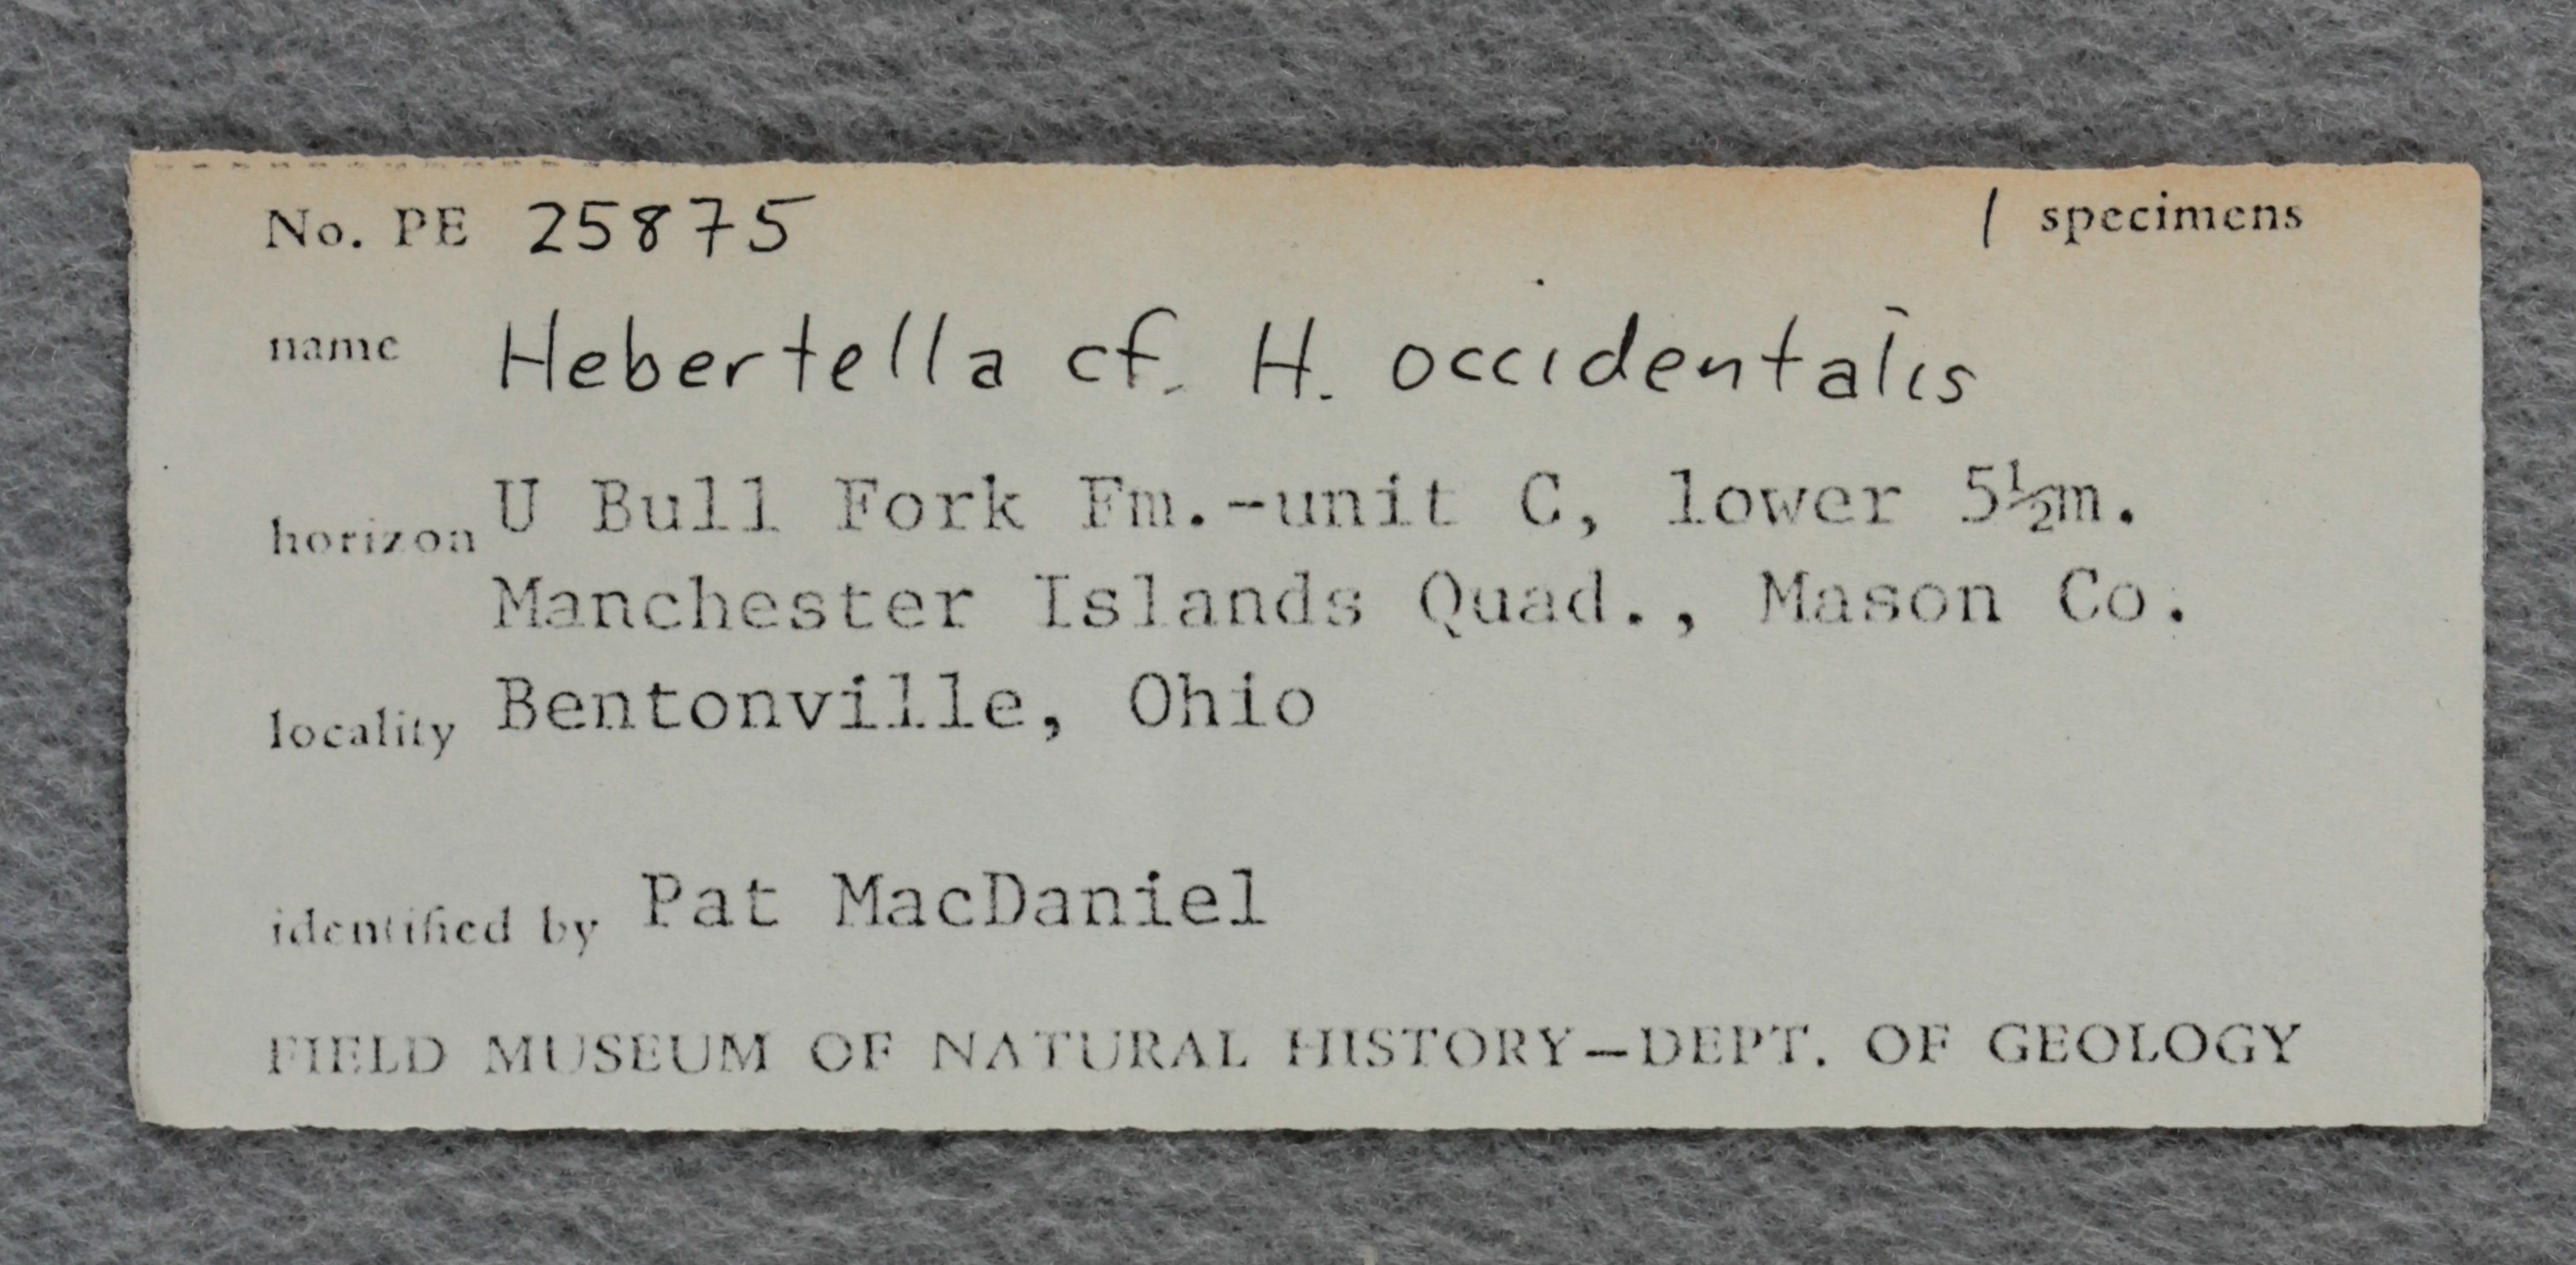 No. PE 25875 1 specimens
name Hebertella cf. H. occidentalis
horizon U Bull Fork Fm.-unit C, lower 5½m.
Manchester Islands Quad., Mason Co.
locality Bentonville, Ohio
identified by Pat MacDaniel
FIELD MUSEUM OF NATURAL HISTORY—DEPT. OF GEOLOGY